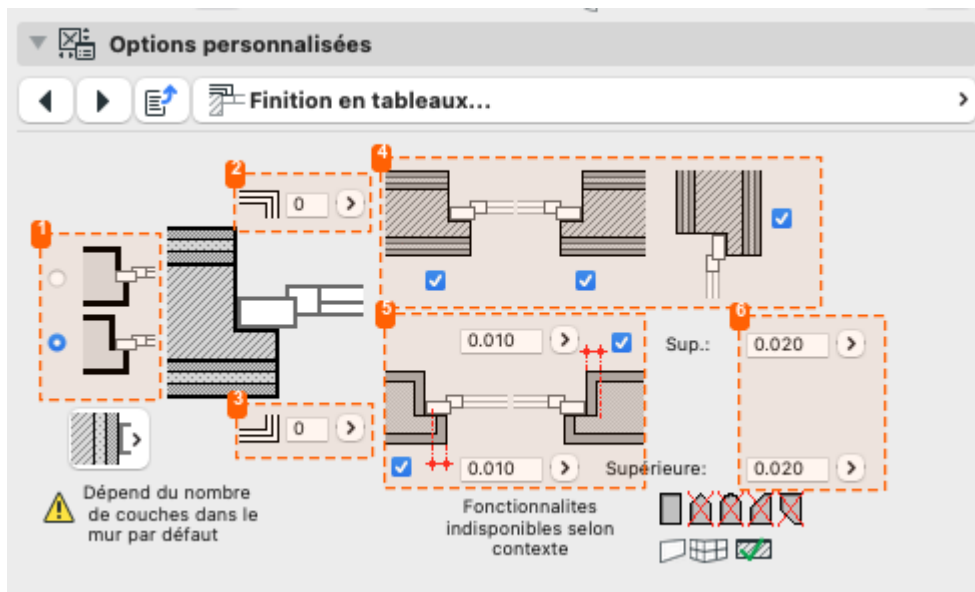 Options personnalisées
Finition en tableaux...
4
2
0
1
5
6
0.010
Sup.:
0.020
3
0
0.010
Supérieure:
0.020
Dépend du nombre
de couches dans le
mur par défaut
Fonctionnalites
indisponibles selon
contexte